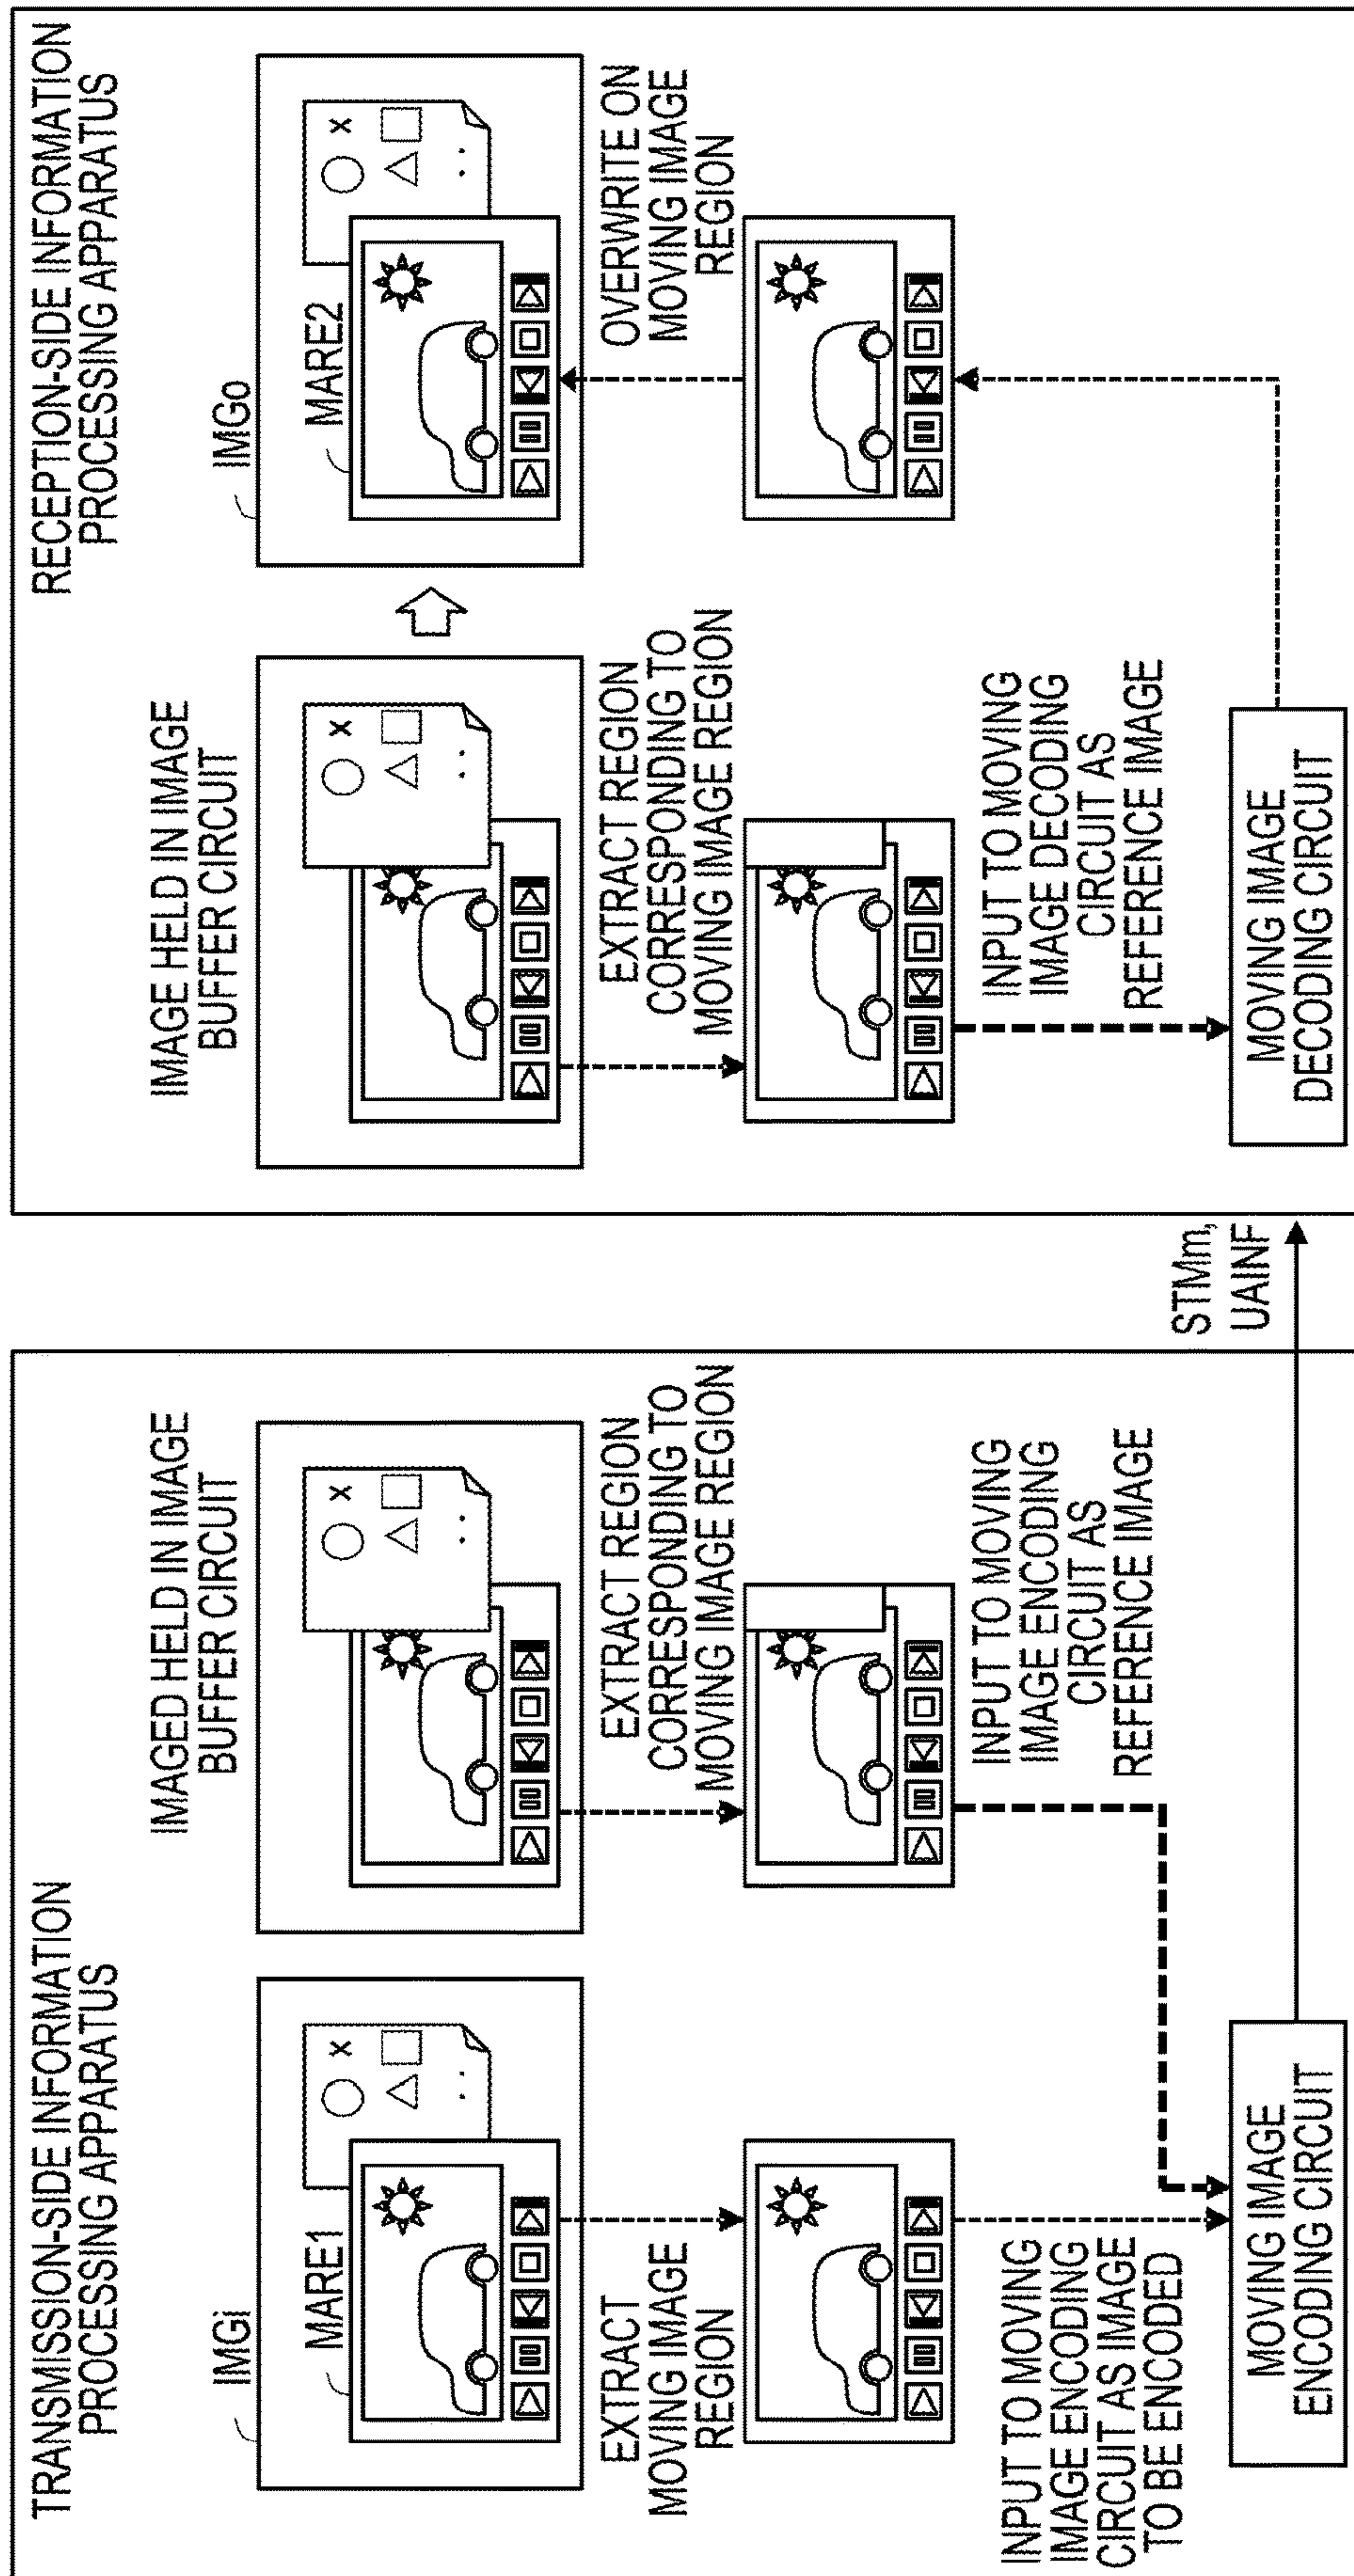 TRANSMISSION-SIDE INFORMATION
PROCESSING APPARATUS
IMGi
MARE1
EXTRACT
MOVING IMAGE
REGION
INPUT TO MOVING
IMAGE ENCODING
CIRCUIT AS IMAGE
TO BE ENCODED
IMAGED HELD IN IMAGE
BUFFER CIRCUIT
EXTRACT REGION
CORRESPONDING TO
MOVING IMAGE REGION
INPUT TO MOVING
IMAGE ENCODING
CIRCUIT AS
REFERENCE IMAGE
MOVING IMAGE
ENCODING CIRCUIT
STMm,
UAINF
RECEPTION-SIDE INFORMATION
PROCESSING APPARATUS
IMAGE HELD IN IMAGE
BUFFER CIRCUIT
EXTRACT REGION
CORRESPONDING TO
MOVING IMAGE REGION
INPUT TO MOVING
IMAGE DECODING
CIRCUIT AS
REFERENCE IMAGE
MOVING IMAGE
DECODING CIRCUIT
IMGo
MARE2
OVERWRITE ON
MOVING IMAGE
REGION